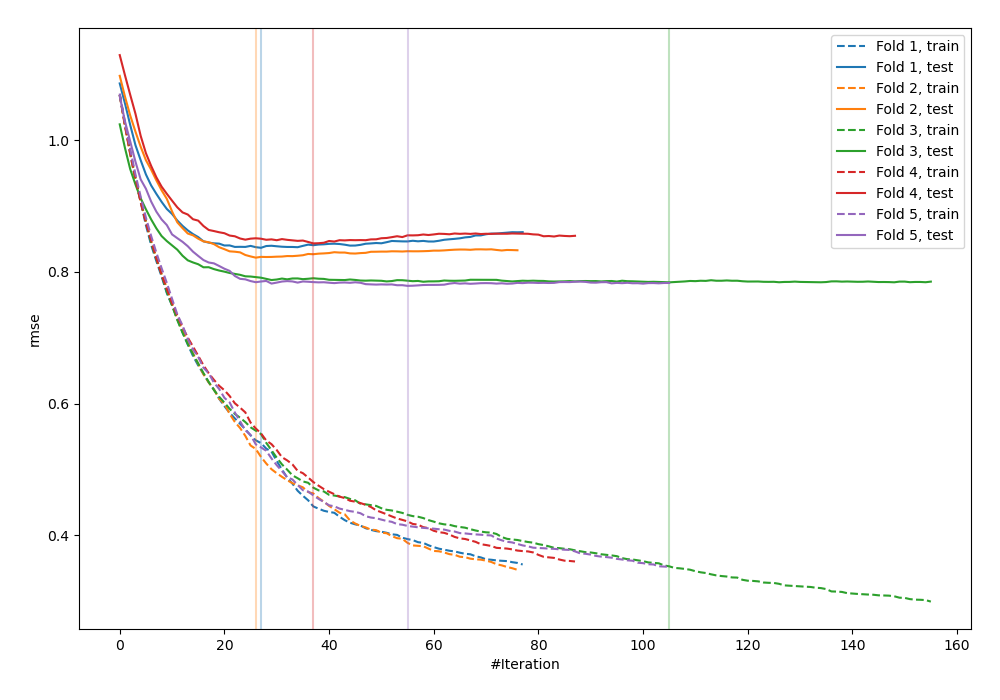 Fold 1, train
Fold 1, test
Fold 2, train
Fold 2, test
Fold 3, train
Fold 3, test
Fold 4, train
Fold 4, test
Fold 5, train
Fold 5, test
1.0
0.8
0.6
0.4
rmse
0 20 40 60 80 100 120 140 160
#Iteration